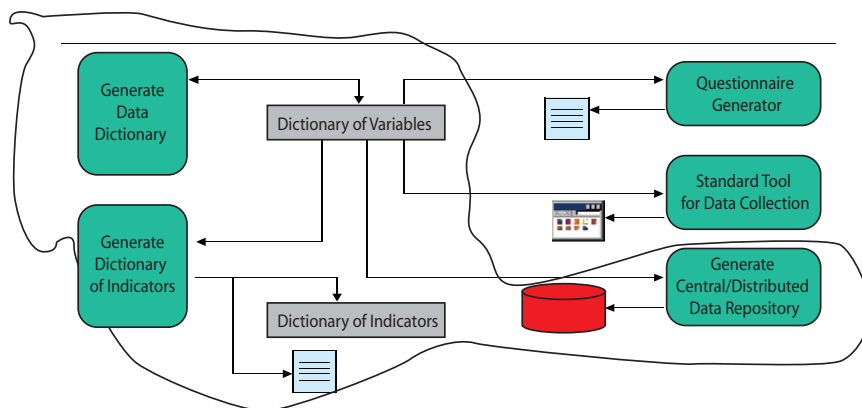 Generate
Data
Dictionary
Dictionary of Variables
Questionnaire
Generator
Standard Tool
for Data Collection
Generate
Dictionary
of Indicators
Generate
Central/Distributed
Data Repository
Dictionary of Indicators